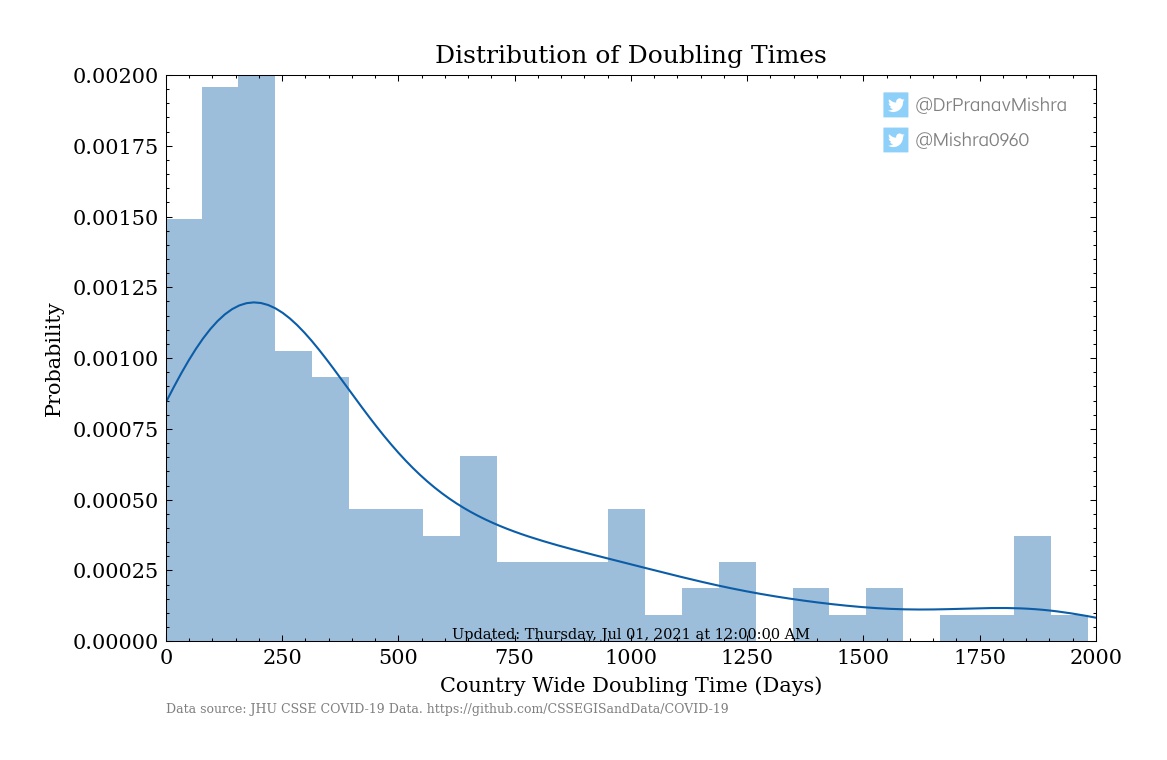 Distribution of Doubling Times
@DrPranavMishra
@Mishra0960
0.00200
0.00175
0.00150
0.00125
0.00100
0.00075
0.00050
0.00025
0.00000
Probability
Updated: Thursday, Jul 01, 2021 at 12:00:00 AM
0 250 500 750 1000 1250 1500 1750 2000
Country Wide Doubling Time (Days)
Data source: JHU CSSE COVID-19 Data. https://github.com/CSSEGISandData/COVID-19